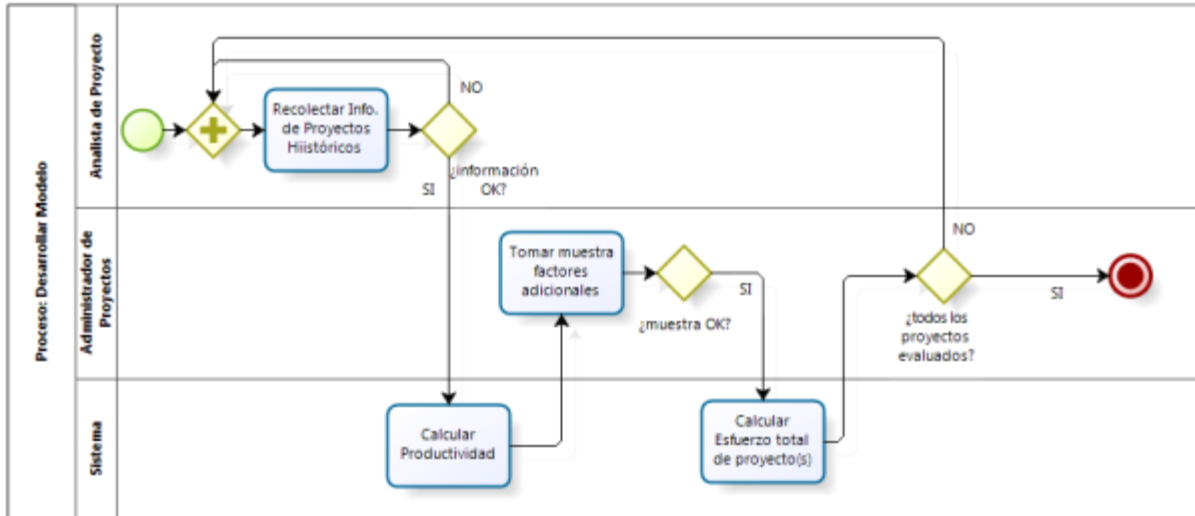 Proceso: Desarrollar Modelo
Analista de Proyecto
Recolectar Info.
de Proyectos
Hiistóricos
NO
¿información
OK?
SI
Administrador de
Proyectos
Tomar muestra
factores
adicionales
¿muestra OK?
SI
NO
¿todos los
proyectos
evaluados?
SI
Sistema
Calcular
Productividad
Calcular
Esfuerzo total
de proyecto(s)